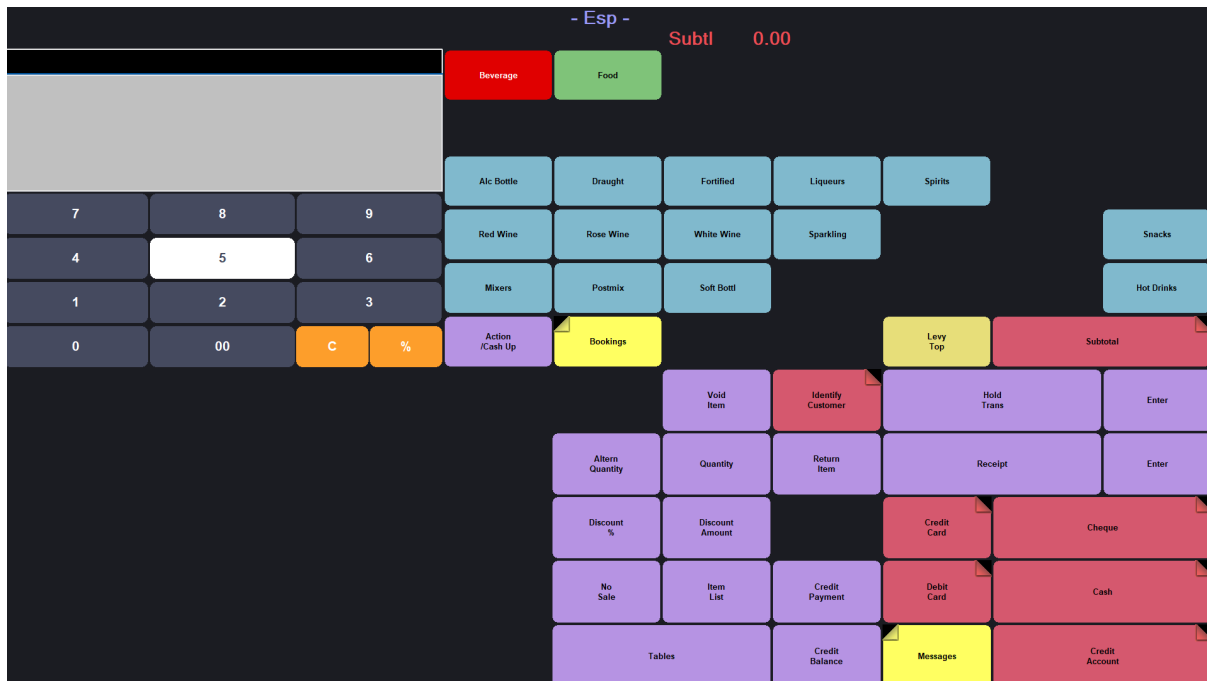 - Esp -
Subtl 0.00
Beverage
Food
Alc Bottle
Draught
Fortified
Liqueurs
Spirits
7
8
9
Red Wine
Rose Wine
White Wine
Sparkling
Snacks
4
5
6
Mixers
Postmix
Soft Bottl
Hot Drinks
1
2
3
0
00
C
%
Action
/Cash Up
Bookings
Levy
Top
Subtotal
Void
Item
Identify
Customer
Hold
Trans
Enter
Altern
Quantity
Quantity
Return
Item
Receipt
Enter
Discount
%
Discount
Amount
Credit
Card
Cheque
No
Sale
Item
List
Credit
Payment
Debit
Card
Cash
Tables
Credit
Balance
Messages
Credit
Account